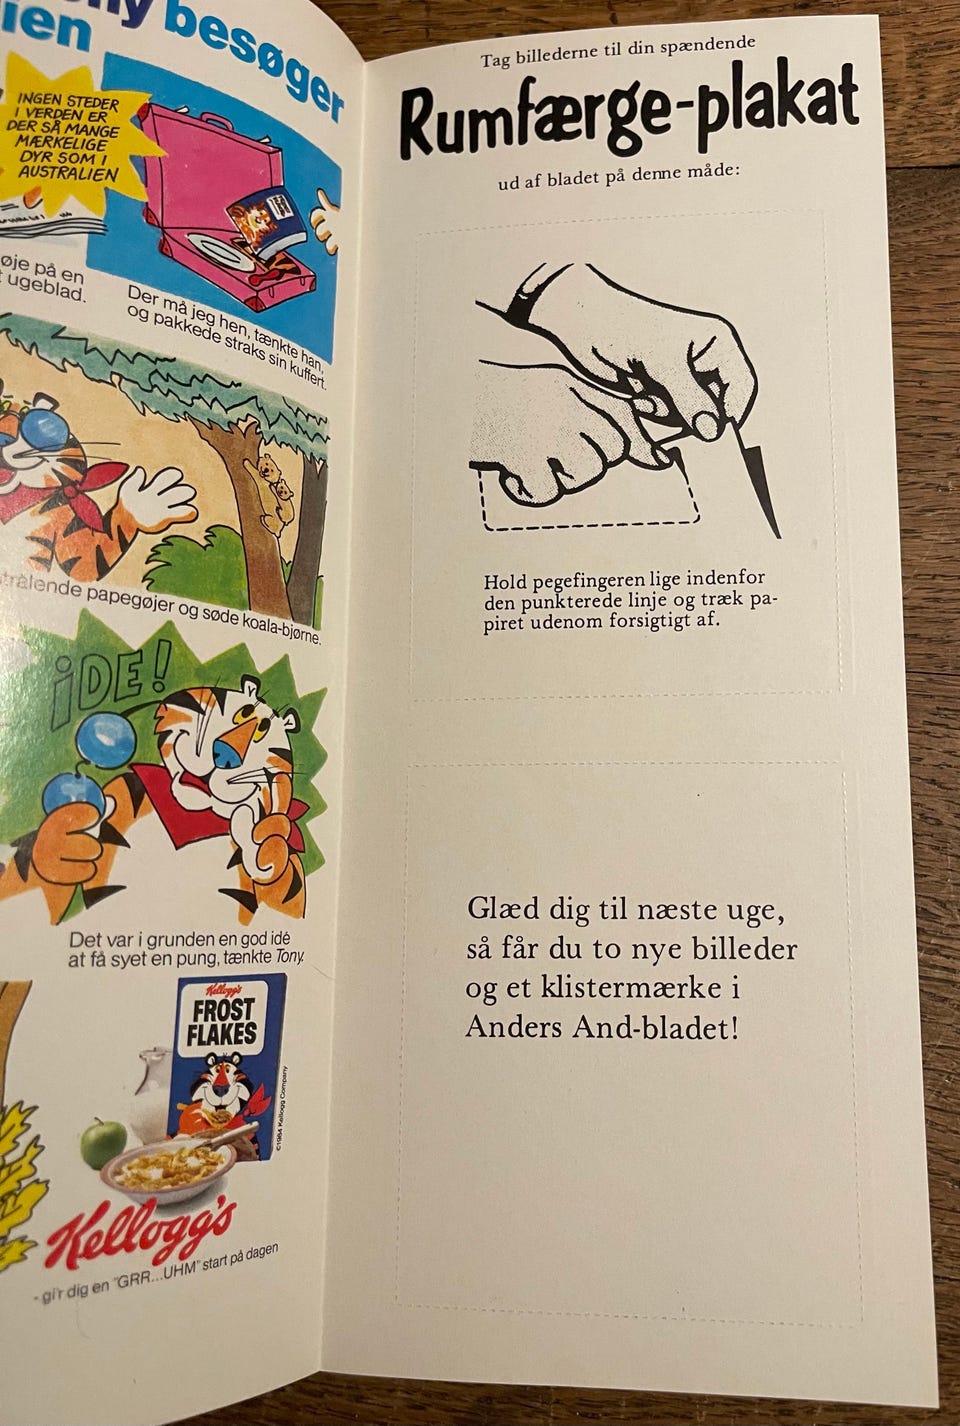 besøger
ien
INGEN STEDER
I VERDEN ER
DER SÅ MANGE
MÆRKELIGE
DYR SOM I
AUSTRALIEN
øje på en
ugeblad.
Der må jeg hen, tænkte han,
og pakkede straks sin kuffert.
strålende papegøjer og søde koala-bjørne.
iDE!
Det var i grunden en god idé
at få syet en pung, tænkte Tony.
Kellogg's
FROST
FLAKES
©1984 Kellogg Company
Kellogg's
- gi'r dig en "GRR...UHM" start på dagen
Tag billederne til din spændende
Rumfærge-plakat
ud af bladet på denne måde:
Hold pegefingeren lige indenfor
den punkterede linje og træk pa-
piret udenom forsigtigt af.
Glæd dig til næste uge,
så får du to nye billeder
og et klistermærke i
Anders And-bladet!